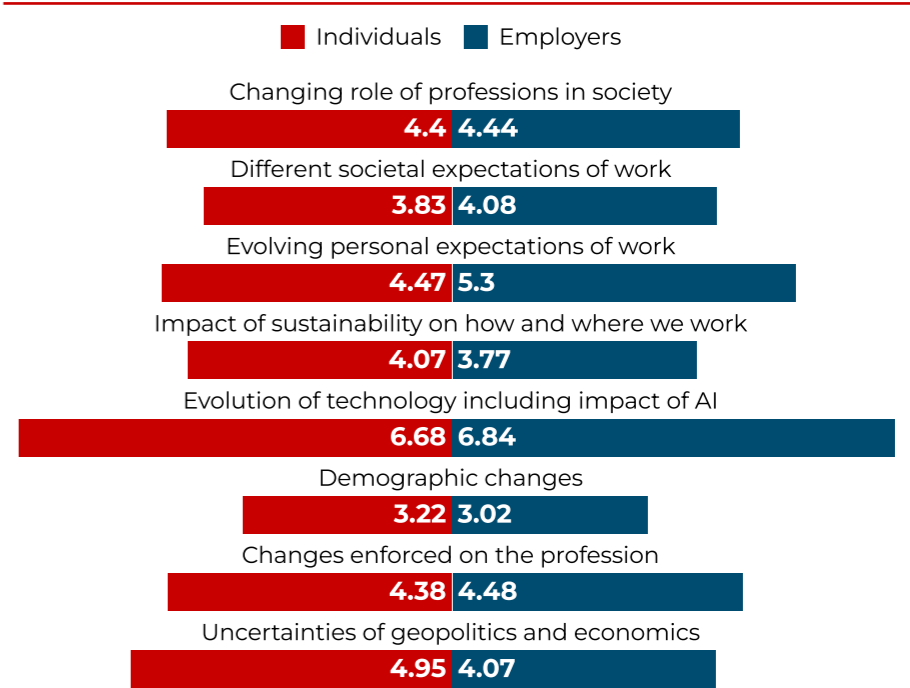 Individuals Employers
Changing role of professions in society
4.4 4.44
Different societal expectations of work
3.83 4.08
Evolving personal expectations of work
4.47 5.3
Impact of sustainability on how and where we work
4.07 3.77
Evolution of technology including impact of AI
6.68 6.84
Demographic changes
3.22 3.02
Changes enforced on the profession
4.38 4.48
Uncertainties of geopolitics and economics
4.95 4.07